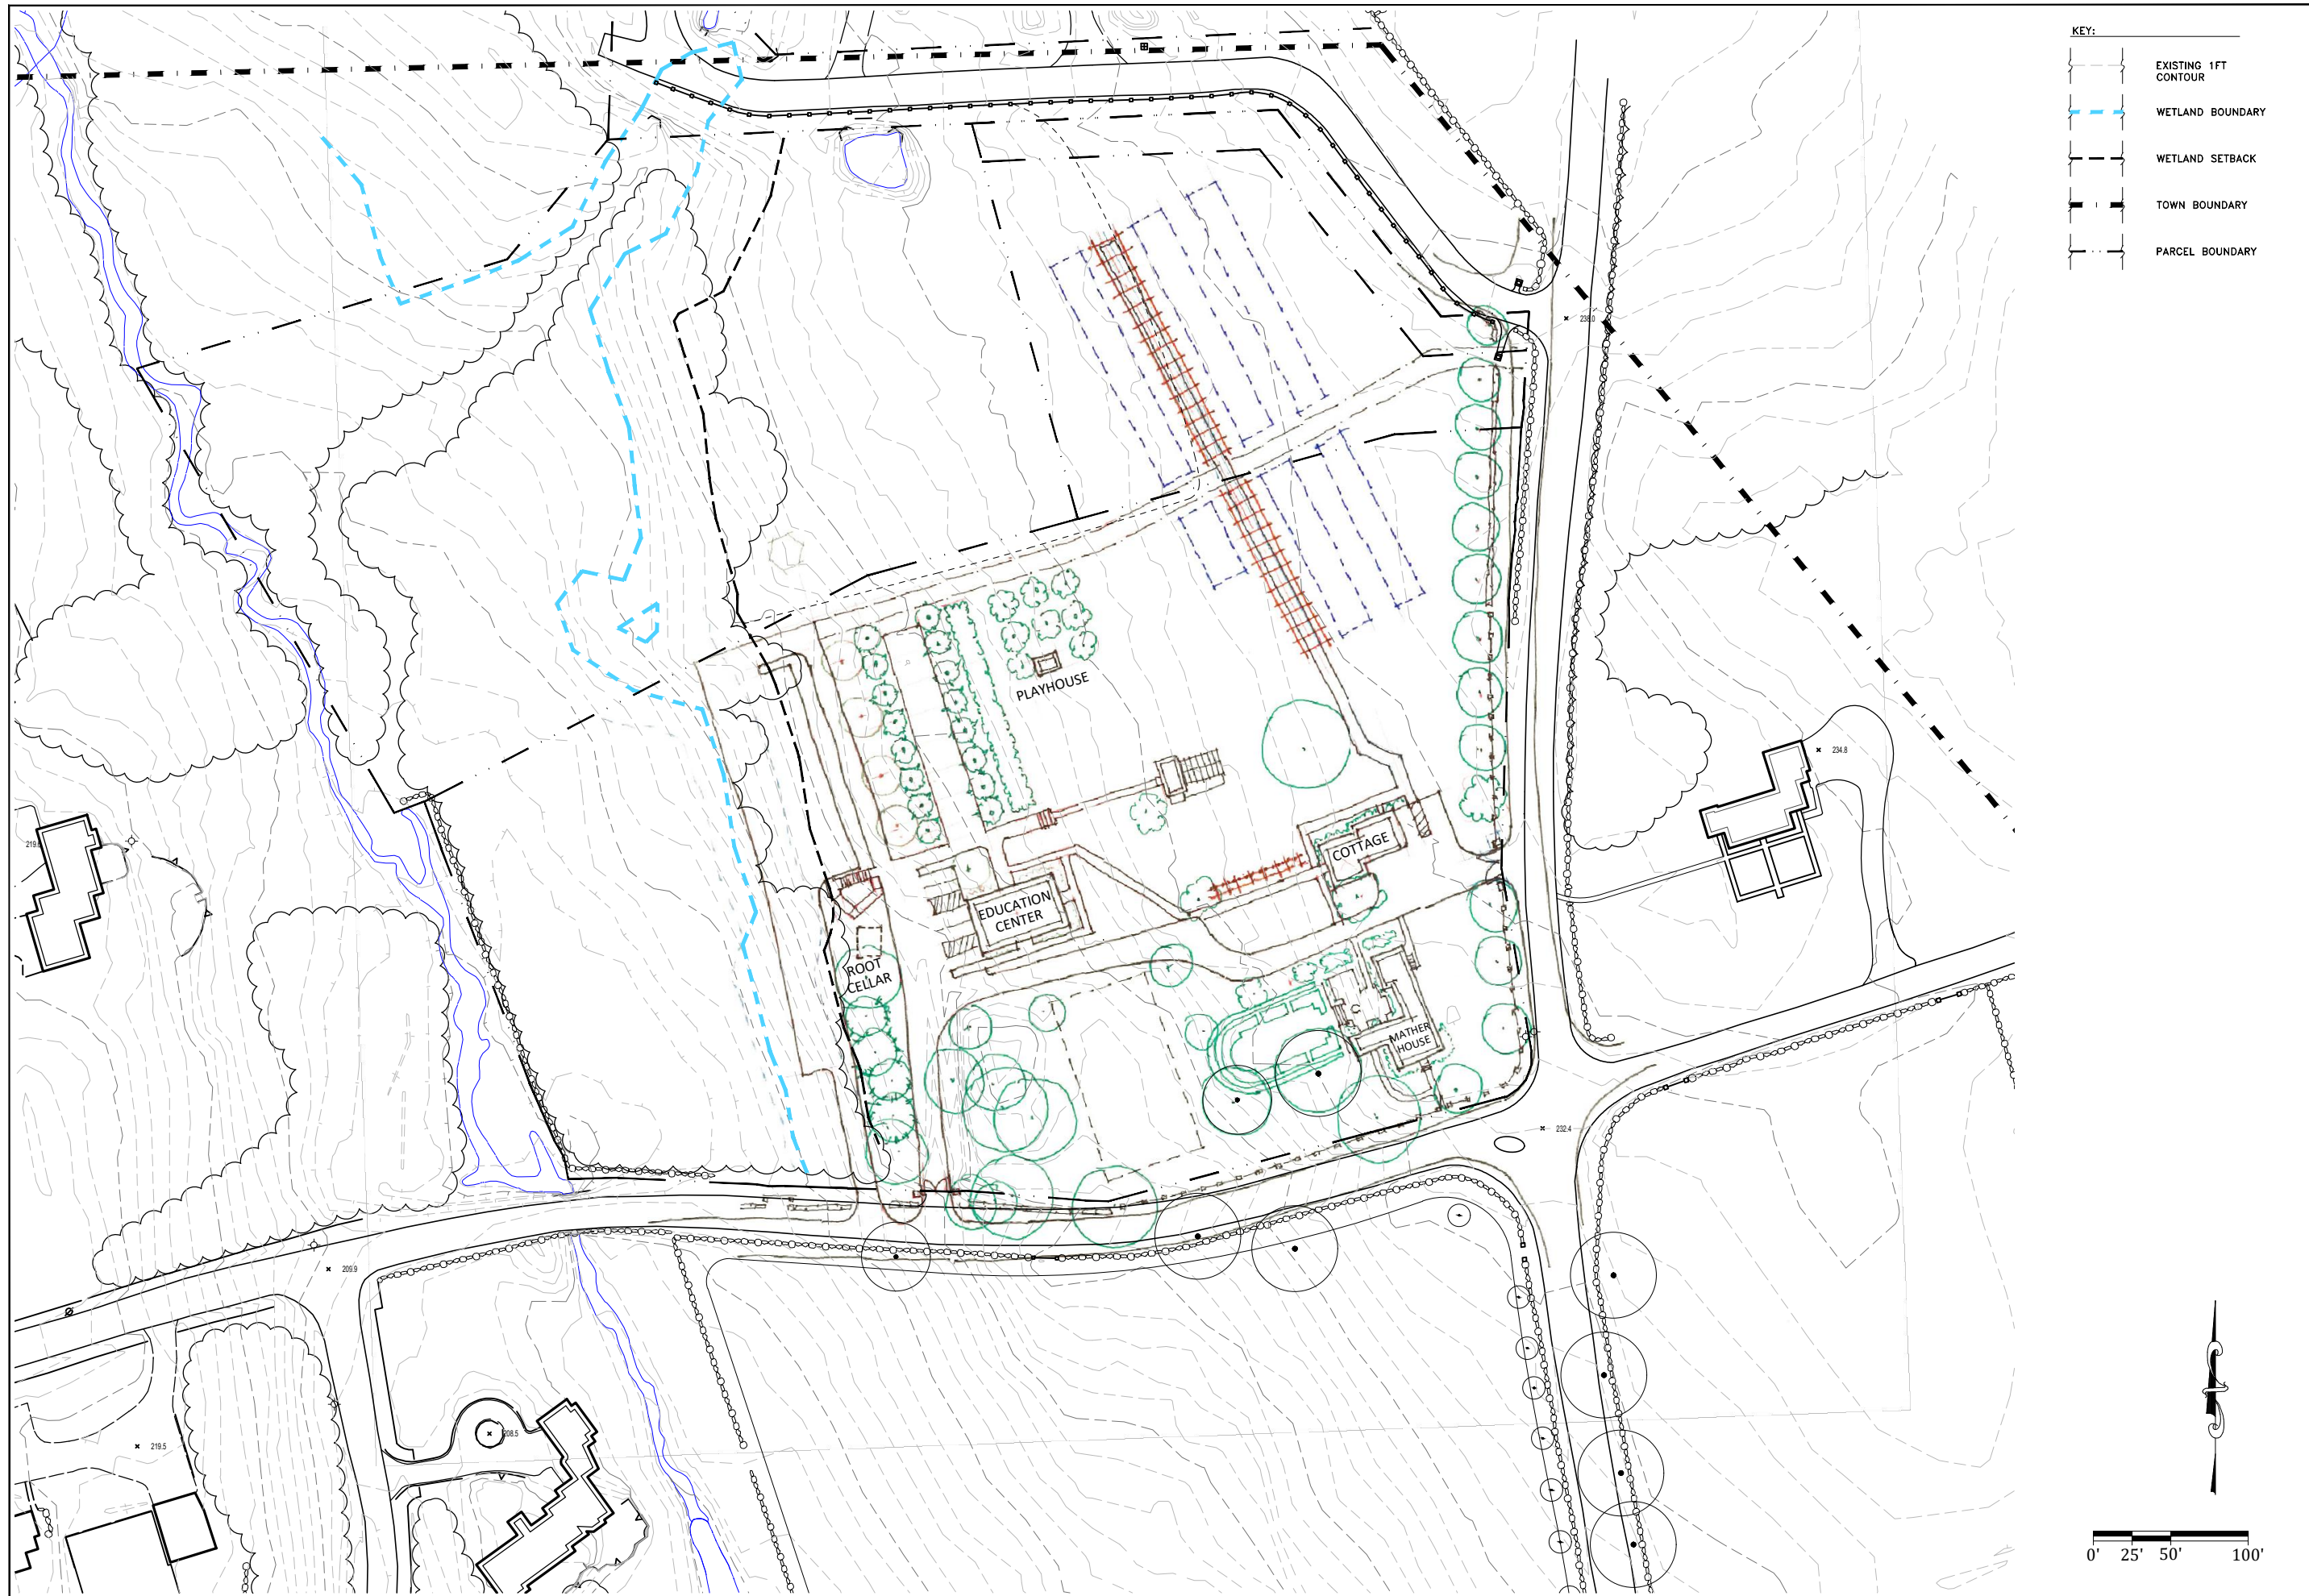 KEY:
EXISTING 1FT
CONTOUR
WETLAND BOUNDARY
WETLAND SETBACK
TOWN BOUNDARY
PARCEL BOUNDARY
238.0
PLAYHOUSE
234.8
COTTAGE
EDUCATION
CENTER
ROOT
CELLAR
MATHER
HOUSE
232.4
209.9
208.5
219.5
0' 25' 50' 100'